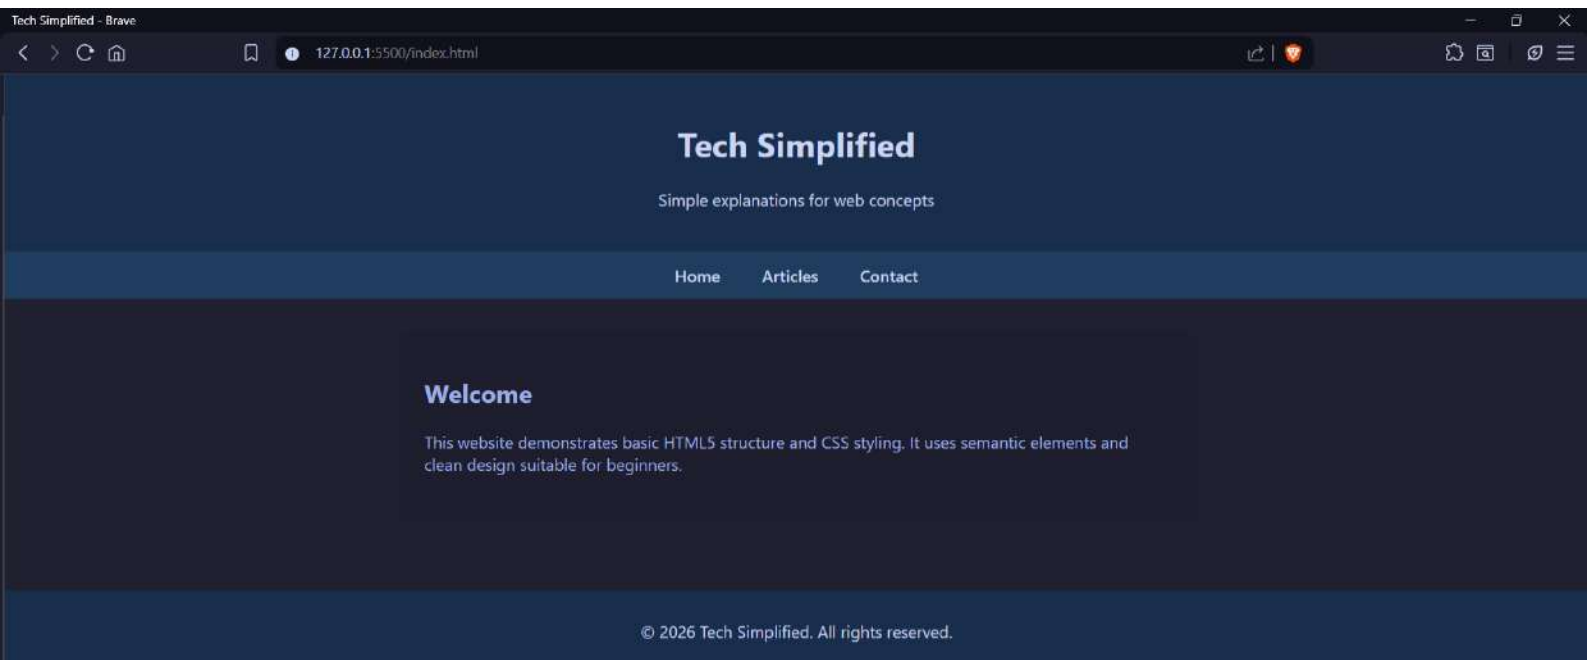 Tech Simplified - Brave
127.0.0.1:5500/index.html
Tech Simplified
Simple explanations for web concepts
Home Articles Contact
Welcome
This website demonstrates basic HTML5 structure and CSS styling. It uses semantic elements and
clean design suitable for beginners.
© 2026 Tech Simplified. All rights reserved.